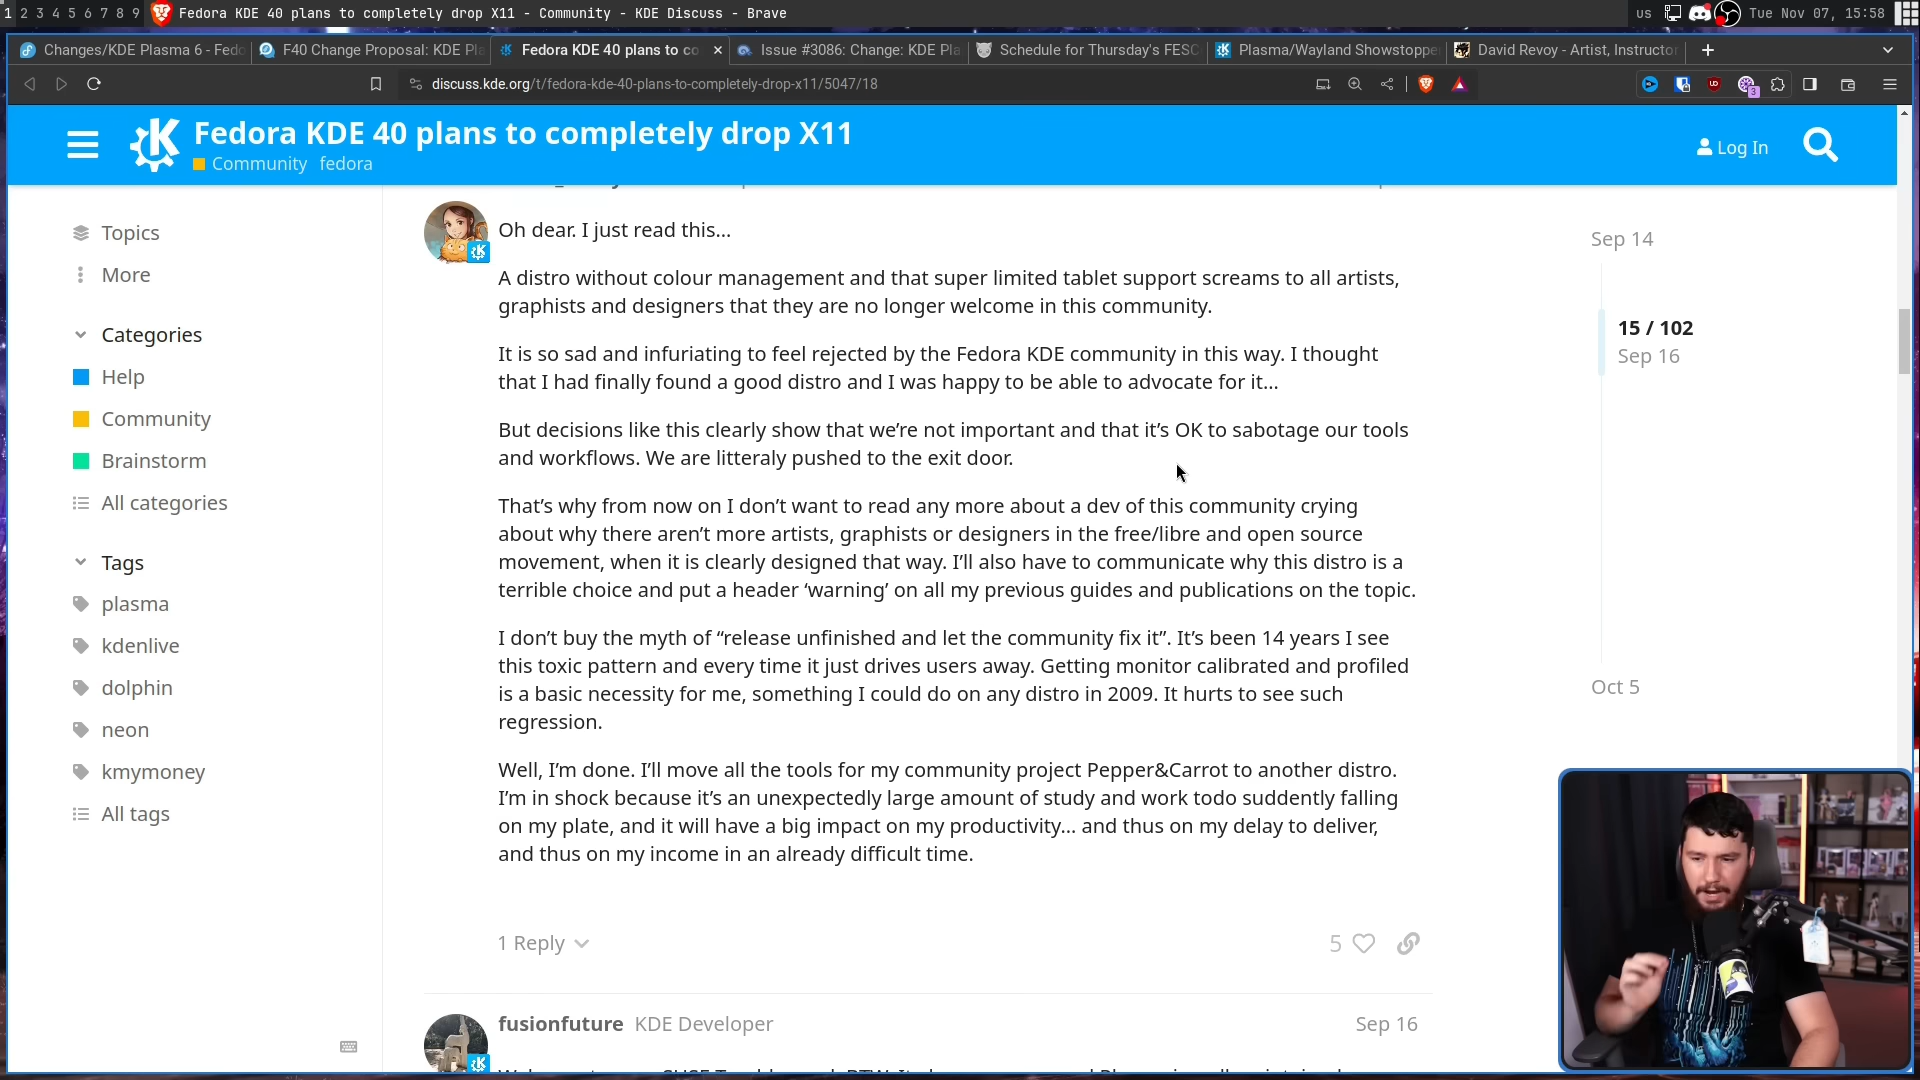 1 2 3 4 5 6 7 8 9 Fedora KDE 40 plans to completely drop X11 - Community - KDE Discuss - Brave us Tue Nov 07, 15:58
Changes/KDE Plasma 6 - Fedo F40 Change Proposal: KDE Pla Fedora KDE 40 plans to co Issue #3086: Change: KDE Pla Schedule for Thursday's FESC Plasma/Wayland Showstoppe David Revoy - Artist, Instructor
discuss.kde.org/t/fedora-kde-40-plans-to-completely-drop-x11/5047/18
3
Fedora KDE 40 plans to completely drop X11
Community fedora
Log In
Topics
More
Categories
Help
Community
Brainstorm
All categories
Tags
plasma
kdenlive
dolphin
neon
kmymoney
All tags
Oh dear. I just read this…
A distro without colour management and that super limited tablet support screams to all artists,
graphists and designers that they are no longer welcome in this community.
It is so sad and infuriating to feel rejected by the Fedora KDE community in this way. I thought
that I had finally found a good distro and I was happy to be able to advocate for it…
But decisions like this clearly show that we’re not important and that it’s OK to sabotage our tools
and workflows. We are litteraly pushed to the exit door.
That’s why from now on I don’t want to read any more about a dev of this community crying
about why there aren’t more artists, graphists or designers in the free/libre and open source
movement, when it is clearly designed that way. I’ll also have to communicate why this distro is a
terrible choice and put a header ‘warning’ on all my previous guides and publications on the topic.
I don’t buy the myth of “release unfinished and let the community fix it”. It’s been 14 years I see
this toxic pattern and every time it just drives users away. Getting monitor calibrated and profiled
is a basic necessity for me, something I could do on any distro in 2009. It hurts to see such
regression.
Well, I’m done. I’ll move all the tools for my community project Pepper&Carrot to another distro.
I’m in shock because it’s an unexpectedly large amount of study and work todo suddently falling
on my plate, and it will have a big impact on my productivity… and thus on my delay to deliver,
and thus on my income in an already difficult time.
1 Reply
5
fusionfuture KDE Developer Sep 16
Sep 14
15 / 102
Sep 16
Oct 5